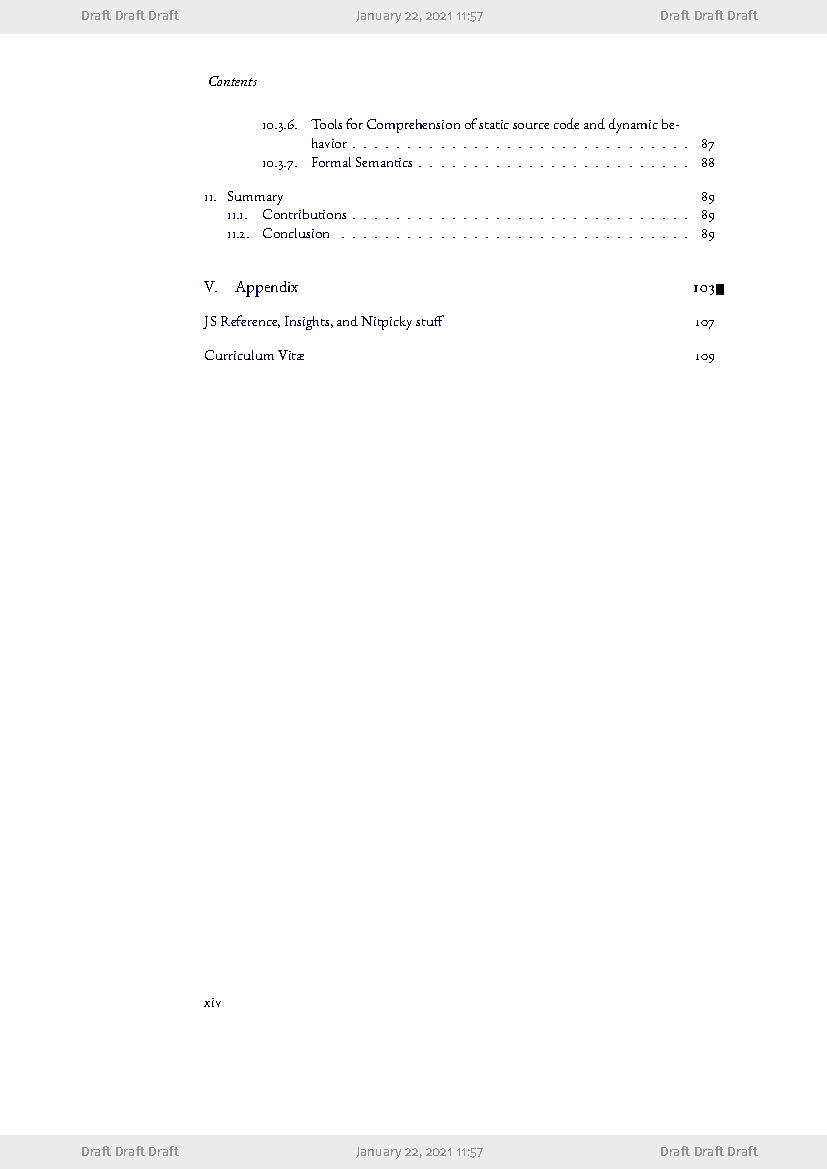 Draft Draft Draft January 22, 2021 11:57 Draft Draft Draft
Contents
10.3.6. Tools for Comprehension of static source code and dynamic be-
havior . . . . . . . . . . . . . . . . . . . . . . . . . . . . . . . 87
10.3.7. Formal Semantics . . . . . . . . . . . . . . . . . . . . . . . . . 88
11. Summary 89
11.1. Contributions . . . . . . . . . . . . . . . . . . . . . . . . . . . . . . . 89
11.2. Conclusion . . . . . . . . . . . . . . . . . . . . . . . . . . . . . . . . 89
V. Appendix 103
JS Reference, Insights, and Nitpicky stuff 107
Curriculum Vitæ 109
xiv
Draft Draft Draft January 22, 2021 11:57 Draft Draft Draft